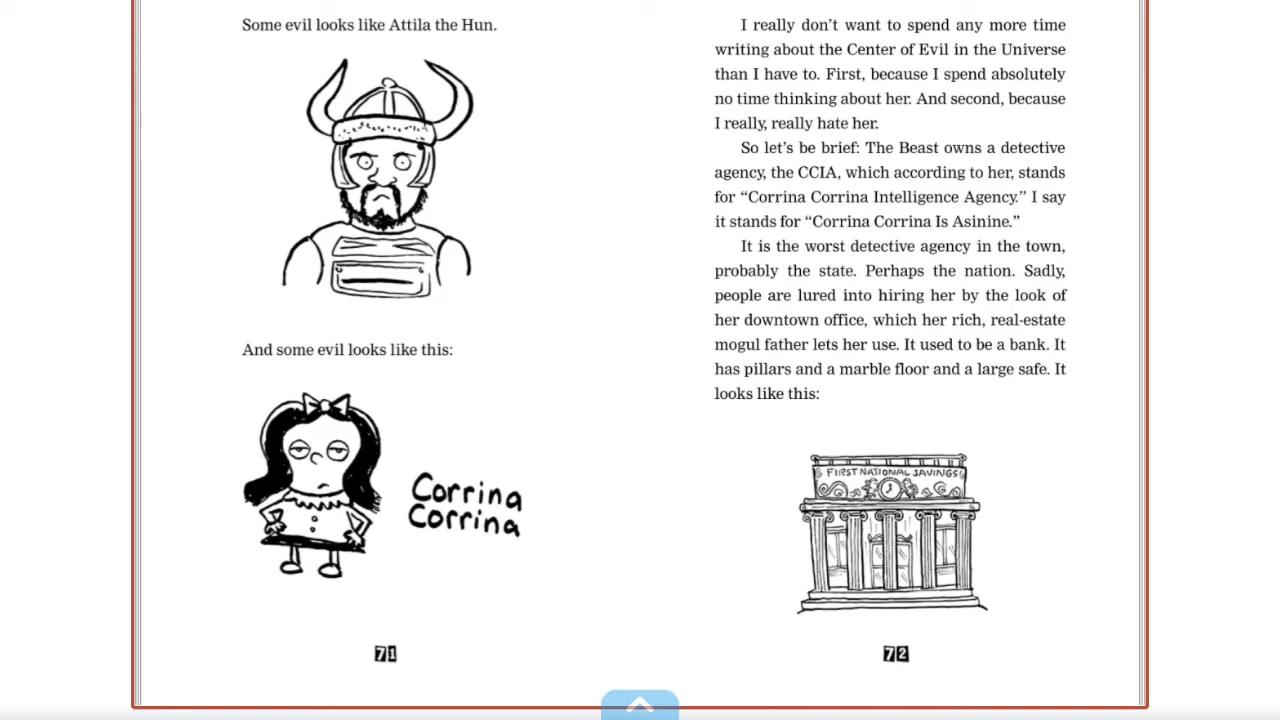 Some evil looks like Attila the Hun.
And some evil looks like this:
Corrina
Corrina
71
I really don’t want to spend any more time
writing about the Center of Evil in the Universe
than I have to. First, because I spend absolutely
no time thinking about her. And second, because
I really, really hate her.
So let’s be brief: The Beast owns a detective
agency, the CCIA, which according to her, stands
for “Corrina Corrina Intelligence Agency.” I say
it stands for “Corrina Corrina Is Asinine.”
It is the worst detective agency in the town,
probably the state. Perhaps the nation. Sadly,
people are lured into hiring her by the look of
her downtown office, which her rich, real-estate
mogul father lets her use. It used to be a bank. It
has pillars and a marble floor and a large safe. It
looks like this:
FIRST NATIONAL SAVINGS
72